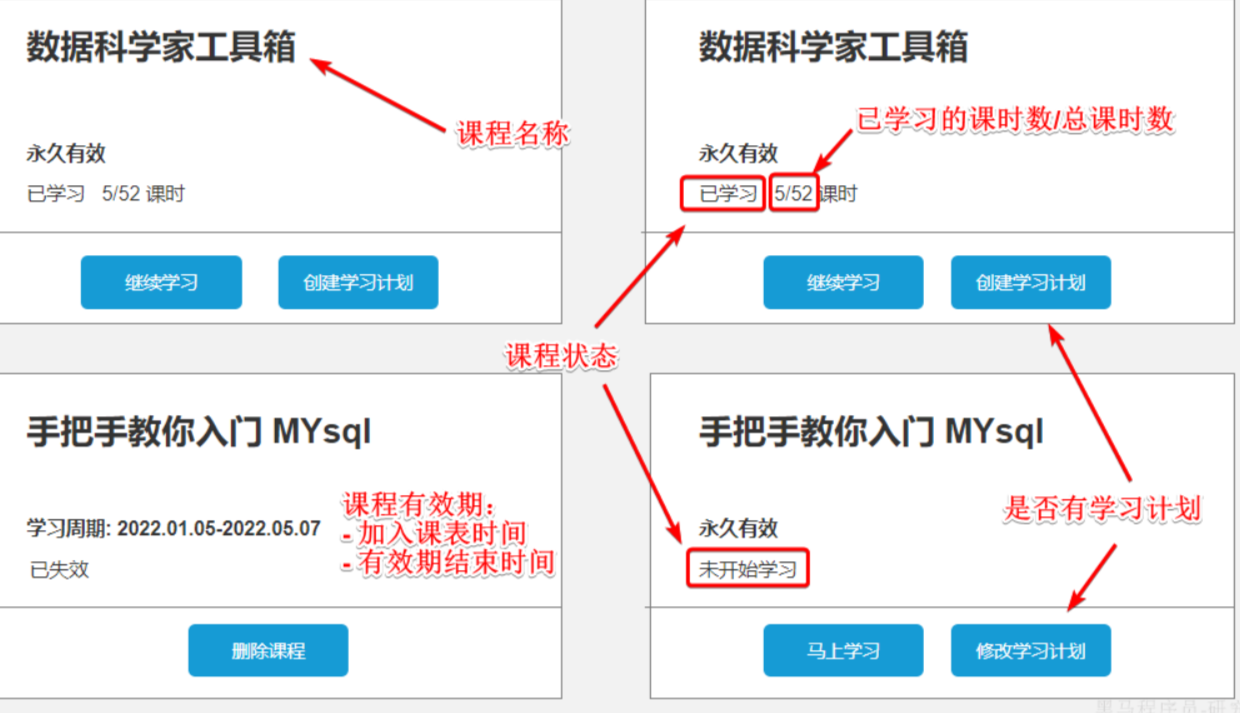 数据科学家工具箱
课程名称
永久有效
已学习 5/52 课时
继续学习
创建学习计划
数据科学家工具箱
已学习的课时数/总课时数
永久有效
已学习 5/52 课时
继续学习
创建学习计划
课程状态
手把手教你入门 MYsql
课程有效期：
- 加入课表时间
- 有效期结束时间
学习周期: 2022.01.05-2022.05.07
已失效
删除课程
手把手教你入门 MYsql
是否有学习计划
永久有效
未开始学习
马上学习
修改学习计划
黑马程序员-研究